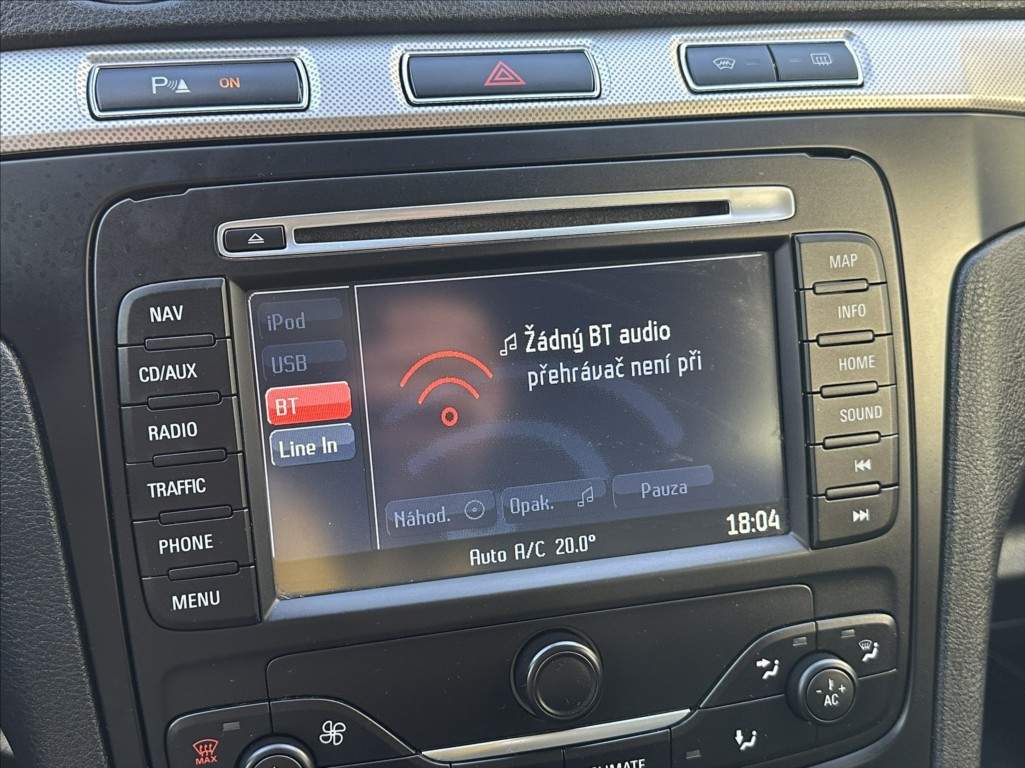 P ON
NAV
CD/AUX
RADIO
TRAFFIC
PHONE
MENU
iPod
USB
BT
Line In
Žádný BT audio
přehrávač není při
Náhod.
Opak.
Pauza
18:04
Auto A/C 20.0°
MAP
INFO
HOME
SOUND
MAX
AC
CLIMATE